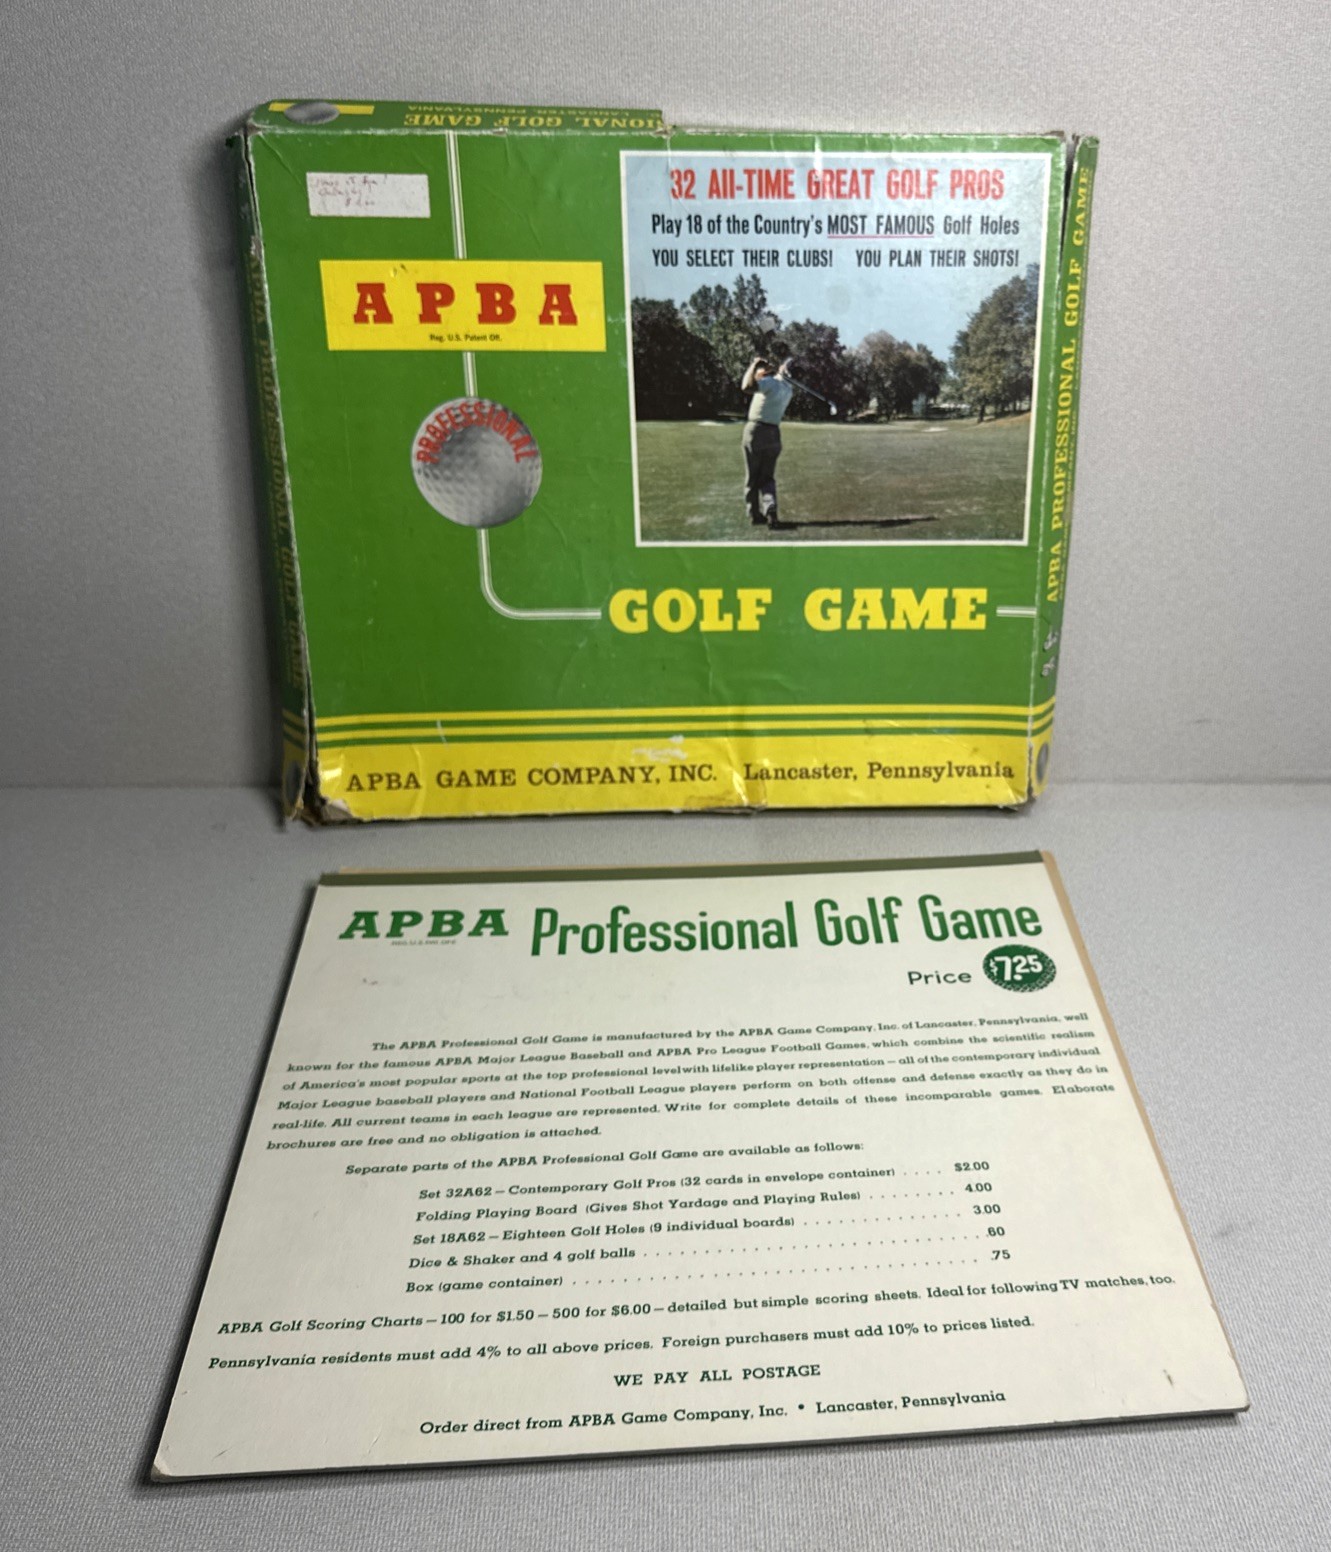 IONAL GOLF GAME
LANCASTER, PENNSYLVANIA
32 All-TIME GREAT GOLF PROS
Play 18 of the Country's MOST FAMOUS Golf Holes
YOU SELECT THEIR CLUBS! YOU PLAN THEIR SHOTS!
APBA
Reg. U.S. Patent Off.
PROFESSIONAL
GOLF GAME
APBA GAME COMPANY, INC. Lancaster, Pennsylvania
APBA PROFESSIONAL GOLF GAME
APBA PROFESSIONAL GOLF GAME
APBA Professional Golf Game
REG. U.S. PAT. OFF.
Price $7.25
The APBA Professional Golf Game is manufactured by the APBA Game Company, Inc. of Lancaster, Pennsylvania, well
known for the famous APBA Major League Baseball and APBA Pro League Football Games, which combine the scientific realism
of America's most popular sports at the top professional level with lifelike player representation — all of the contemporary individual
Major League baseball players and National Football League players perform on both offense and defense exactly as they do in
real-life. All current teams in each league are represented. Write for complete details of these incomparable games. Elaborate
brochures are free and no obligation is attached.
Separate parts of the APBA Professional Golf Game are available as follows:
Set 32A62 — Contemporary Golf Pros (32 cards in envelope container) . . . . $2.00
Folding Playing Board (Gives Shot Yardage and Playing Rules) . . . . . . . . 4.00
Set 18A62 — Eighteen Golf Holes (9 individual boards) . . . . . . . . . . . . . 3.00
Dice & Shaker and 4 golf balls . . . . . . . . . . . . . . . . . . . . . . . . . . .60
Box (game container) . . . . . . . . . . . . . . . . . . . . . . . . . . . . . . .75
APBA Golf Scoring Charts — 100 for $1.50 — 500 for $6.00 — detailed but simple scoring sheets. Ideal for following TV matches, too.
Pennsylvania residents must add 4% to all above prices. Foreign purchasers must add 10% to prices listed.
WE PAY ALL POSTAGE
Order direct from APBA Game Company, Inc. • Lancaster, Pennsylvania